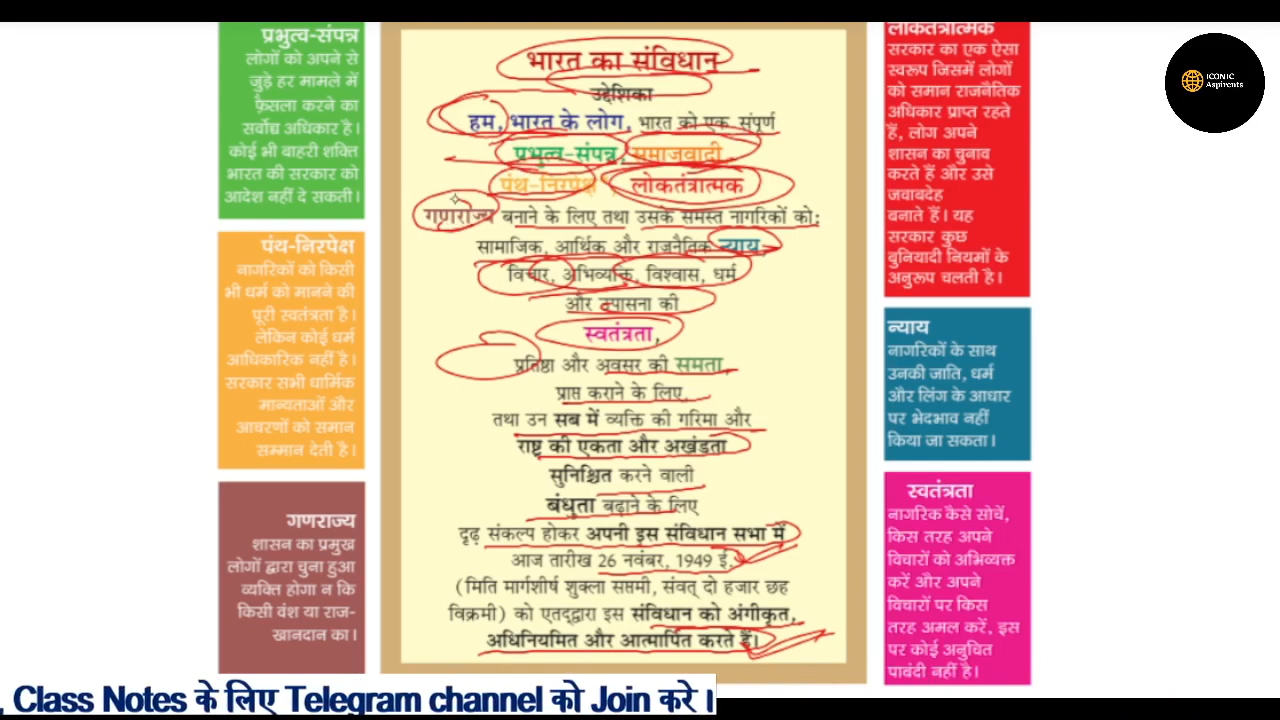 प्रभुत्व-संपन्न
लोगों को अपने से
जुड़े हर मामले में
फ़ैसला करने का
सर्वोच्च अधिकार है।
कोई भी बाहरी शक्ति
भारत की सरकार को
आदेश नहीं दे सकती।
पंथ-निरपेक्ष
नागरिकों को किसी
भी धर्म को मानने की
पूरी स्वतंत्रता है।
लेकिन कोई धर्म
आधिकारिक नहीं है।
सरकार सभी धार्मिक
मान्यताओं और
आचरणों को समान
सम्मान देती है।
गणराज्य
शासन का प्रमुख
लोगों द्वारा चुना हुआ
व्यक्ति होगा न कि
किसी वंश या राज-
खानदान का।
भारत का संविधान
उद्देशिका
हम, भारत के लोग, भारत को एक संपूर्ण
प्रभुत्व-संपन्न, समाजवादी
पंथ-निरपेक्ष लोकतंत्रात्मक
गणराज्य बनाने के लिए तथा उसके समस्त नागरिकों को:
सामाजिक, आर्थिक और राजनैतिक न्याय,
विचार, अभिव्यक्ति, विश्वास, धर्म
और उपासना की
स्वतंत्रता,
प्रतिष्ठा और अवसर की समता,
प्राप्त कराने के लिए,
तथा उन सब में व्यक्ति की गरिमा और
राष्ट्र की एकता और अखंडता
सुनिश्चित करने वाली
बंधुता बढ़ाने के लिए
दृढ़ संकल्प होकर अपनी इस संविधान सभा में
आज तारीख 26 नवंबर, 1949 ई.
(मिति मार्गशीर्ष शुक्ला सप्तमी, संवत् दो हजार छह
विक्रमी) को एतद्द्वारा इस संविधान को अंगीकृत,
अधिनियमित और आत्मार्पित करते हैं।
लोकतंत्रात्मक
सरकार का एक ऐसा
स्वरूप जिसमें लोगों
को समान राजनैतिक
अधिकार प्राप्त रहते
हैं, लोग अपने
शासन का चुनाव
करते हैं और उसे
जवाबदेह
बनाते हैं। यह
सरकार कुछ
बुनियादी नियमों के
अनुरूप चलती है।
न्याय
नागरिकों के साथ
उनकी जाति, धर्म
और लिंग के आधार
पर भेदभाव नहीं
किया जा सकता।
स्वतंत्रता
नागरिक कैसे सोचें,
किस तरह अपने
विचारों को अभिव्यक्त
करें और अपने
विचारों पर किस
तरह अमल करें, इस
पर कोई अनुचित
पाबंदी नहीं है।
ICONIC
Aspirents
, Class Notes के लिए Telegram channel को Join करे।